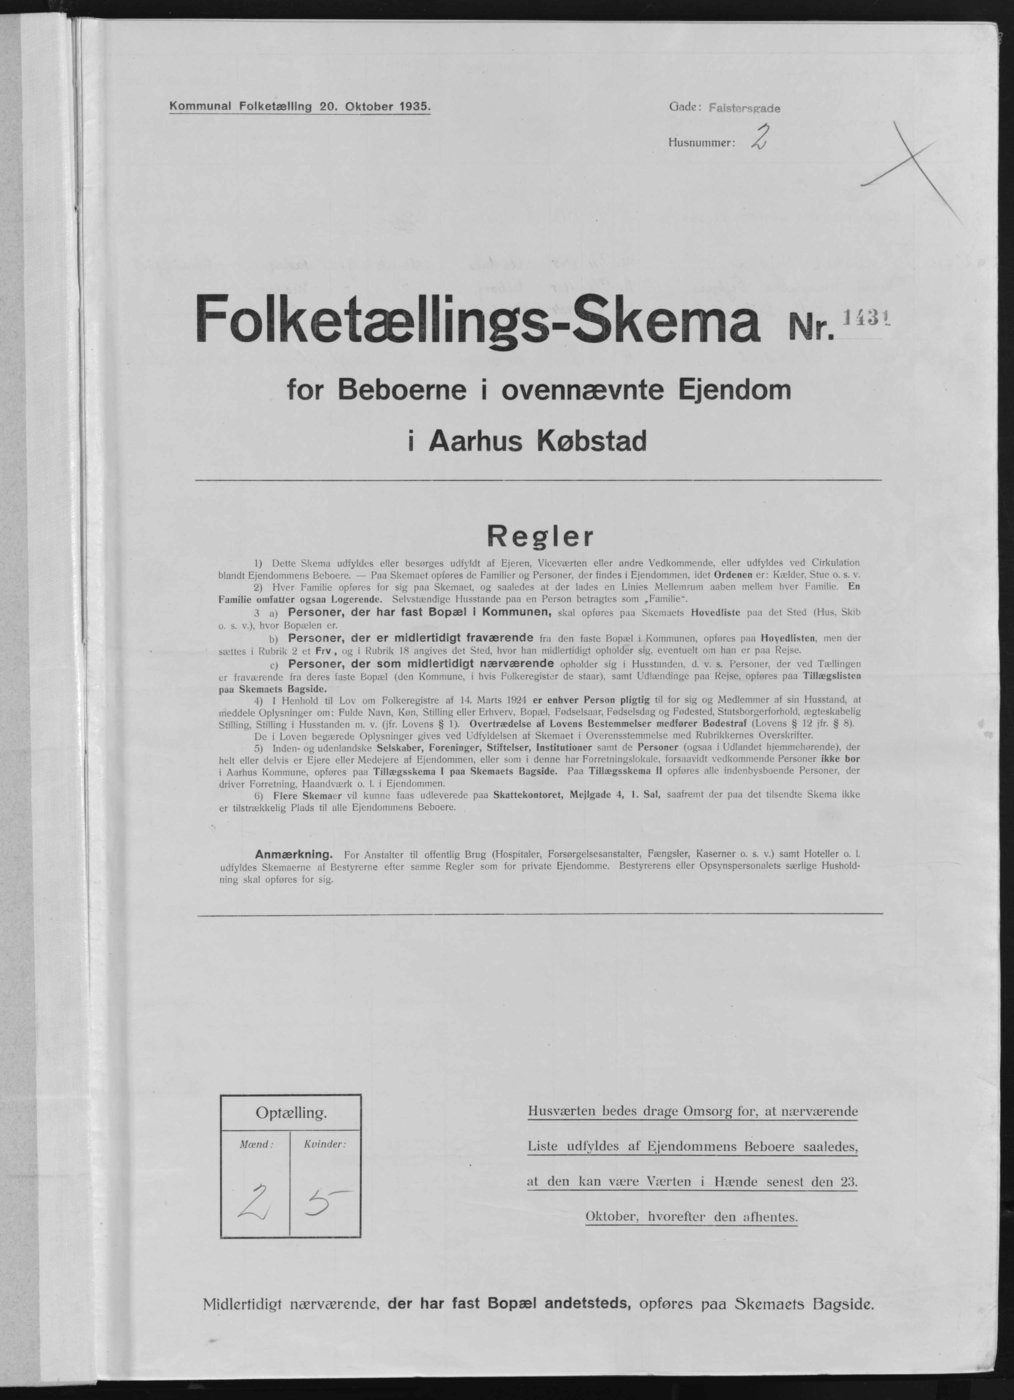 Kommunal Folketælling 20. Oktober 1935.
Gade: Falstersgade
Husnummer: 2
Folketællings-Skema Nr. 1431
for Beboerne i ovennævnte Ejendom
i Aarhus Købstad
Regler
1) Dette Skema udfyldes eller besørges udfyldt af Ejeren, Viceværten eller andre Vedkommende, eller udfyldes ved Cirkulation
blandt Ejendommens Beboere. — Paa Skemaet opføres de Familier og Personer, der findes i Ejendommen, idet Ordenen er: Kælder, Stue o. s. v.
2) Hver Familie opføres for sig paa Skemaet, og saaledes at der lades en Linies Mellemrum aaben mellem hver Familie. En
Familie omfatter ogsaa Logerende. Selvstændige Husstande paa en Person betragtes som „Familie“.
3 a) Personer, der har fast Bopæl i Kommunen, skal opføres paa Skemaets Hovedliste paa det Sted (Hus, Skib
o. s. v.), hvor Bopælen er.
b) Personer, der er midlertidigt fraværende fra den faste Bopæl i Kommunen, opføres paa Hovedlisten, men der
sættes i Rubrik 2 et Frv., og i Rubrik 18 angives det Sted, hvor han midlertidigt opholder sig, eventuelt om han er paa Rejse.
c) Personer, der som midlertidigt nærværende opholder sig i Husstanden, d. v. s. Personer, der ved Tællingen
er fraværende fra deres faste Bopæl (den Kommune, i hvis Folkeregister de staar), samt Udlændinge paa Rejse, opføres paa Tillægslisten
paa Skemaets Bagside.
4) I Henhold til Lov om Folkeregistre af 14. Marts 1924 er enhver Person pligtig til for sig og Medlemmer af sin Husstand, at
meddele Oplysninger om: Fulde Navn, Køn, Stilling eller Erhverv, Bopæl, Fødselsaar, Fødselsdag og Fødested, Statsborgerforhold, ægteskabelig
Stilling, Stilling i Husstanden m. v. (jfr. Lovens § 1). Overtrædelse af Lovens Bestemmelser medfører Bødestraf (Lovens § 12 jfr. § 8).
De i Loven begærede Oplysninger gives ved Udfyldelsen af Skemaet i Overensstemmelse med Rubrikkernes Overskrifter.
5) Inden- og udenlandske Selskaber, Foreninger, Stiftelser, Institutioner samt de Personer (ogsaa i Udlandet hjemmehørende), der
helt eller delvis er Ejere eller Medejere af Ejendommen, eller som i denne har Forretningslokale, forsaavidt vedkommende Personer ikke bor
i Aarhus Kommune, opføres paa Tillægsskema I paa Skemaets Bagside. Paa Tillægsskema II opføres alle indenbysboende Personer, der
driver Forretning, Haandværk o. l. i Ejendommen.
6) Flere Skemaer vil kunne faas udleverede paa Skattekontoret, Mejlgade 4, 1. Sal, saafremt der paa det tilsendte Skema ikke
er tilstrækkelig Plads til alle Ejendommens Beboere.
Anmærkning. For Anstalter til offentlig Brug (Hospitaler, Forsørgelsesanstalter, Fængsler, Kaserner o. s. v.) samt Hoteller o. l.
udfyldes Skemaerne af Bestyrerne efter samme Regler som for private Ejendomme. Bestyrerens eller Opsynspersonalets særlige Hushold-
ning skal opføres for sig.
Optælling.
Mænd: Kvinder:
2 5
Husværten bedes drage Omsorg for, at nærværende
Liste udfyldes af Ejendommens Beboere saaledes,
at den kan være Værten i Hænde senest den 23.
Oktober, hvorefter den afhentes.
Midlertidigt nærværende, der har fast Bopæl andetsteds, opføres paa Skemaets Bagside.